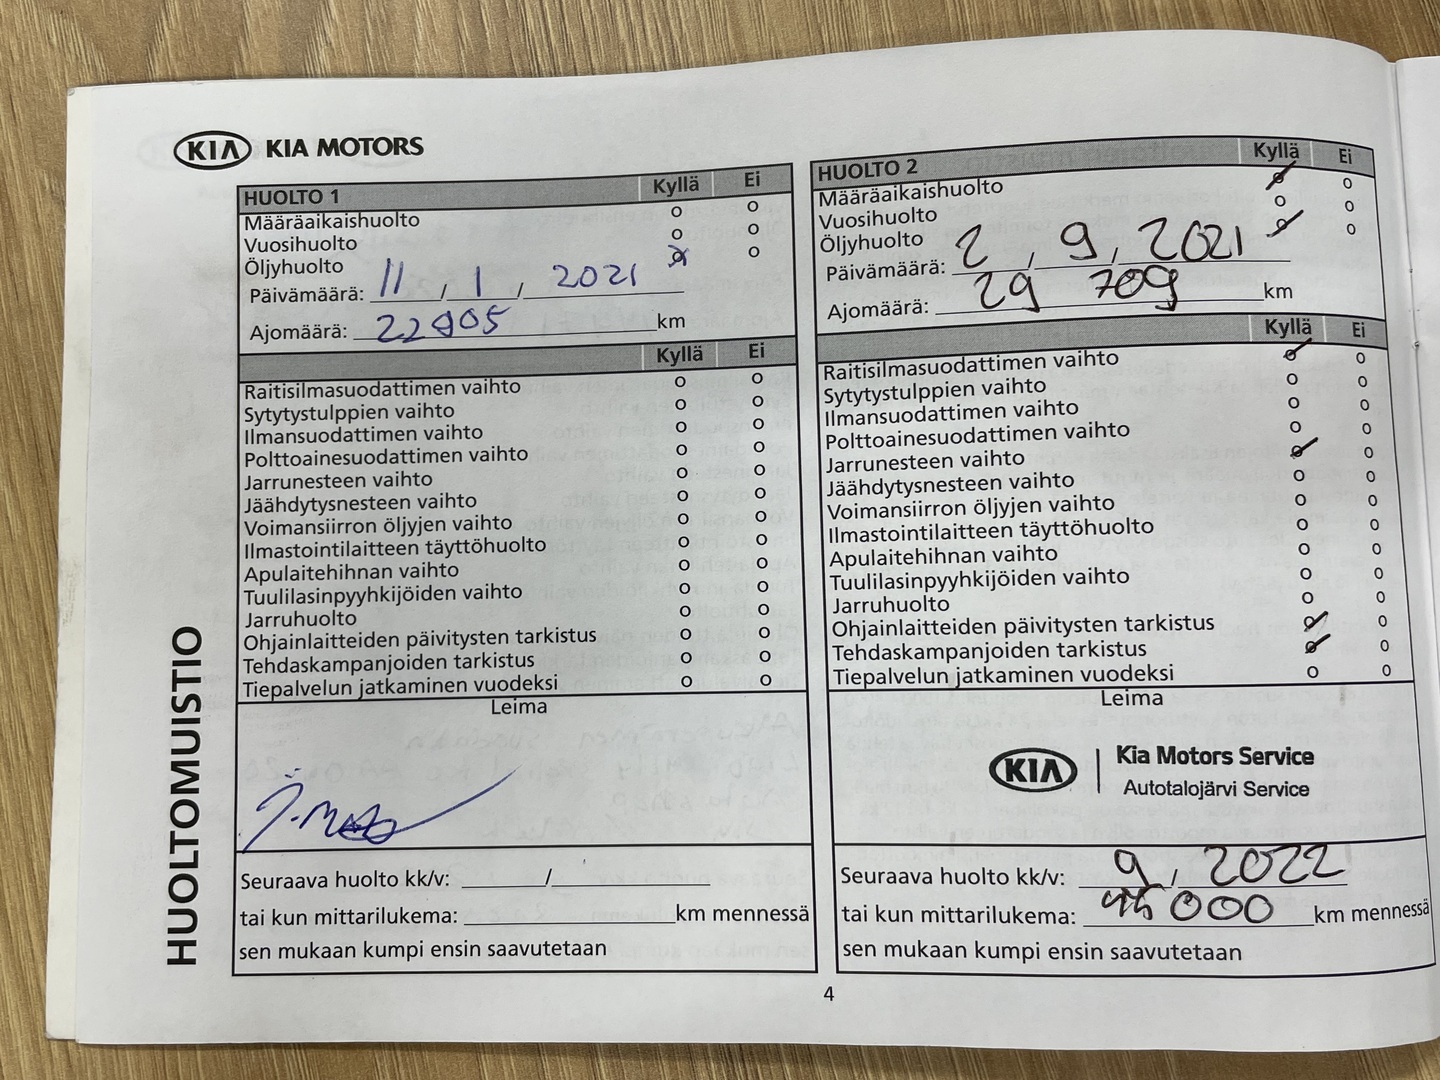 KIA KIA MOTORS
HUOLTOMUISTIO
HUOLTO 1 Kyllä Ei
Määräaikaishuolto o o
Vuosihuolto o o
Öljyhuolto o o
Päivämäärä: 11, 1, 2021
Ajomäärä: 22905 km
Kyllä Ei
Raitisilmasuodattimen vaihto o o
Sytytystulppien vaihto o o
Ilmansuodattimen vaihto o o
Polttoainesuodattimen vaihto o o
Jarrunesteen vaihto o o
Jäähdytysnesteen vaihto o o
Voimansiirron öljyjen vaihto o o
Ilmastointilaitteen täyttöhuolto o o
Apulaitehihnan vaihto o o
Tuulilasinpyyhkijöiden vaihto o o
Jarruhuolto o o
Ohjainlaitteiden päivitysten tarkistus o o
Tehdaskampanjoiden tarkistus o o
Tiepalvelun jatkaminen vuodeksi o o
Leima
Seuraava huolto kk/v: ______/______
tai kun mittarilukema: ______ km mennessä
sen mukaan kumpi ensin saavutetaan
HUOLTO 2 Kyllä Ei
Määräaikaishuolto o o
Vuosihuolto o o
Öljyhuolto o o
Päivämäärä: 2, 9, 2021
Ajomäärä: 29 709 km
Kyllä Ei
Raitisilmasuodattimen vaihto o o
Sytytystulppien vaihto o o
Ilmansuodattimen vaihto o o
Polttoainesuodattimen vaihto o o
Jarrunesteen vaihto o o
Jäähdytysnesteen vaihto o o
Voimansiirron öljyjen vaihto o o
Ilmastointilaitteen täyttöhuolto o o
Apulaitehihnan vaihto o o
Tuulilasinpyyhkijöiden vaihto o o
Jarruhuolto o o
Ohjainlaitteiden päivitysten tarkistus o o
Tehdaskampanjoiden tarkistus o o
Tiepalvelun jatkaminen vuodeksi o o
Leima
KIA Kia Motors Service
Autotalojärvi Service
Seuraava huolto kk/v: 9, 2022
tai kun mittarilukema: 000 km mennessä
sen mukaan kumpi ensin saavutetaan
4